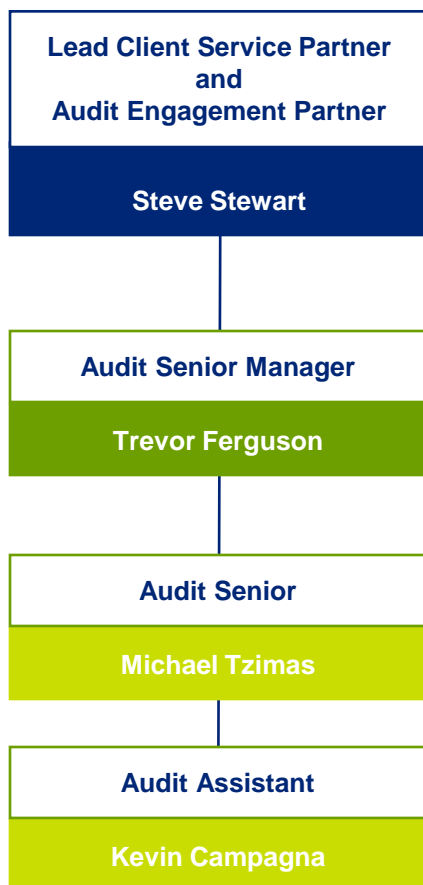 Lead Client Service Partner
and
Audit Engagement Partner
Steve Stewart
Audit Senior Manager
Trevor Ferguson
Audit Senior
Michael Tzimas
Audit Assistant
Kevin Campagna